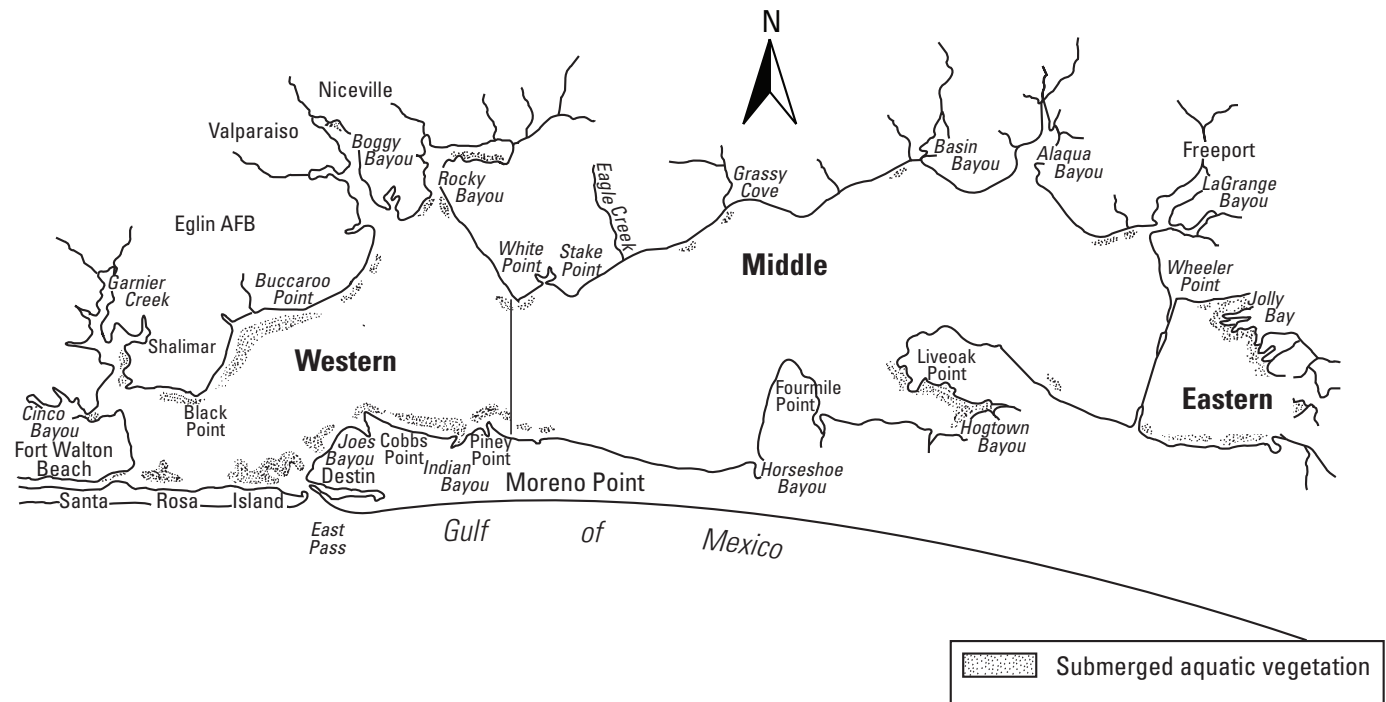 N
Niceville
Valparaiso
Boggy
Bayou
Rocky
Bayou
Eagle Creek
Grassy
Cove
Basin
Bayou
Alaqua
Bayou
Freeport
LaGrange
Bayou
Eglin AFB
White
Point
Stake
Point
Middle
Wheeler
Point
Jolly
Bay
Garnier
Creek
Buccaroo
Point
Shalimar
Western
Liveoak
Point
Fourmile
Point
Eastern
Cinco
Bayou
Black
Point
Hogtown
Bayou
Fort Walton
Beach
Joes
Bayou
Cobbs
Point
Piney
Point
Indian
Bayou
Horseshoe
Bayou
Destin
Moreno Point
Santa Rosa Island
East
Pass
Gulf of Mexico
Submerged aquatic vegetation